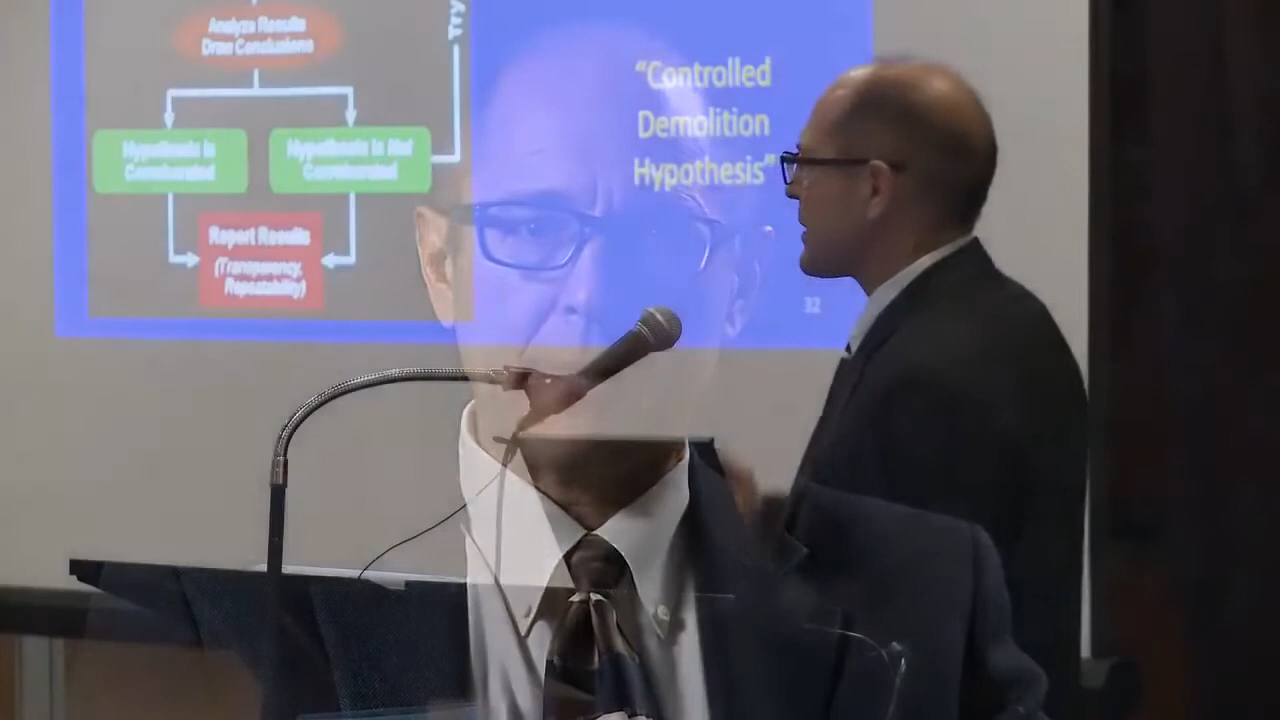 Analyze Results
Draw Conclusions
Try
Hypothesis is
Corroborated
Hypothesis is Not
Corroborated
Report Results
(Transparency,
Repeatability)
“Controlled
Demolition
Hypothesis”
32